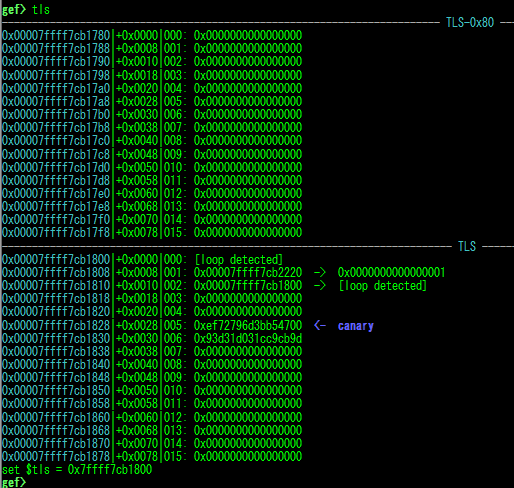 gef> tls
TLS-0x80
0x00007ffff7cb1780|+0x0000|000: 0x0000000000000000
0x00007ffff7cb1788|+0x0008|001: 0x0000000000000000
0x00007ffff7cb1790|+0x0010|002: 0x0000000000000000
0x00007ffff7cb1798|+0x0018|003: 0x0000000000000000
0x00007ffff7cb17a0|+0x0020|004: 0x0000000000000000
0x00007ffff7cb17a8|+0x0028|005: 0x0000000000000000
0x00007ffff7cb17b0|+0x0030|006: 0x0000000000000000
0x00007ffff7cb17b8|+0x0038|007: 0x0000000000000000
0x00007ffff7cb17c0|+0x0040|008: 0x0000000000000000
0x00007ffff7cb17c8|+0x0048|009: 0x0000000000000000
0x00007ffff7cb17d0|+0x0050|010: 0x0000000000000000
0x00007ffff7cb17d8|+0x0058|011: 0x0000000000000000
0x00007ffff7cb17e0|+0x0060|012: 0x0000000000000000
0x00007ffff7cb17e8|+0x0068|013: 0x0000000000000000
0x00007ffff7cb17f0|+0x0070|014: 0x0000000000000000
0x00007ffff7cb17f8|+0x0078|015: 0x0000000000000000
TLS
0x00007ffff7cb1800|+0x0000|000: [loop detected]
0x00007ffff7cb1808|+0x0008|001: 0x00007ffff7cb2220 -> 0x0000000000000001
0x00007ffff7cb1810|+0x0010|002: 0x00007ffff7cb1800 -> [loop detected]
0x00007ffff7cb1818|+0x0018|003: 0x0000000000000000
0x00007ffff7cb1820|+0x0020|004: 0x0000000000000000
0x00007ffff7cb1828|+0x0028|005: 0xef72796d3bb54700 <- canary
0x00007ffff7cb1830|+0x0030|006: 0x93d31d031cc9cb9d
0x00007ffff7cb1838|+0x0038|007: 0x0000000000000000
0x00007ffff7cb1840|+0x0040|008: 0x0000000000000000
0x00007ffff7cb1848|+0x0048|009: 0x0000000000000000
0x00007ffff7cb1850|+0x0050|010: 0x0000000000000000
0x00007ffff7cb1858|+0x0058|011: 0x0000000000000000
0x00007ffff7cb1860|+0x0060|012: 0x0000000000000000
0x00007ffff7cb1868|+0x0068|013: 0x0000000000000000
0x00007ffff7cb1870|+0x0070|014: 0x0000000000000000
0x00007ffff7cb1878|+0x0078|015: 0x0000000000000000
set $tls = 0x7ffff7cb1800
gef>